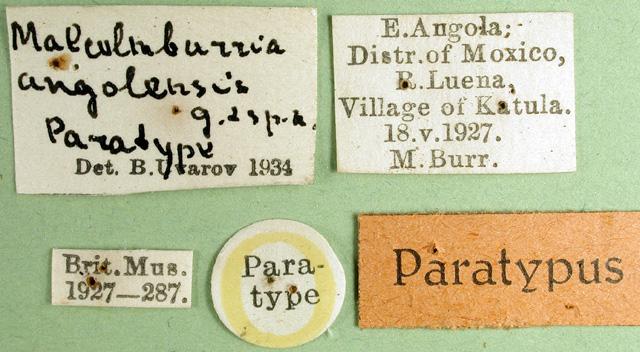 Malcolmburria
angolensis
g. & sp. n.
Paratype
Det. B. Uvarov 1934
E.Angola;
Distr.of Moxico,
R.Luena,
Village of Katula.
18.v.1927.
M.Burr.
Brit.Mus.
1927—287.
Para-
type
Paratypus